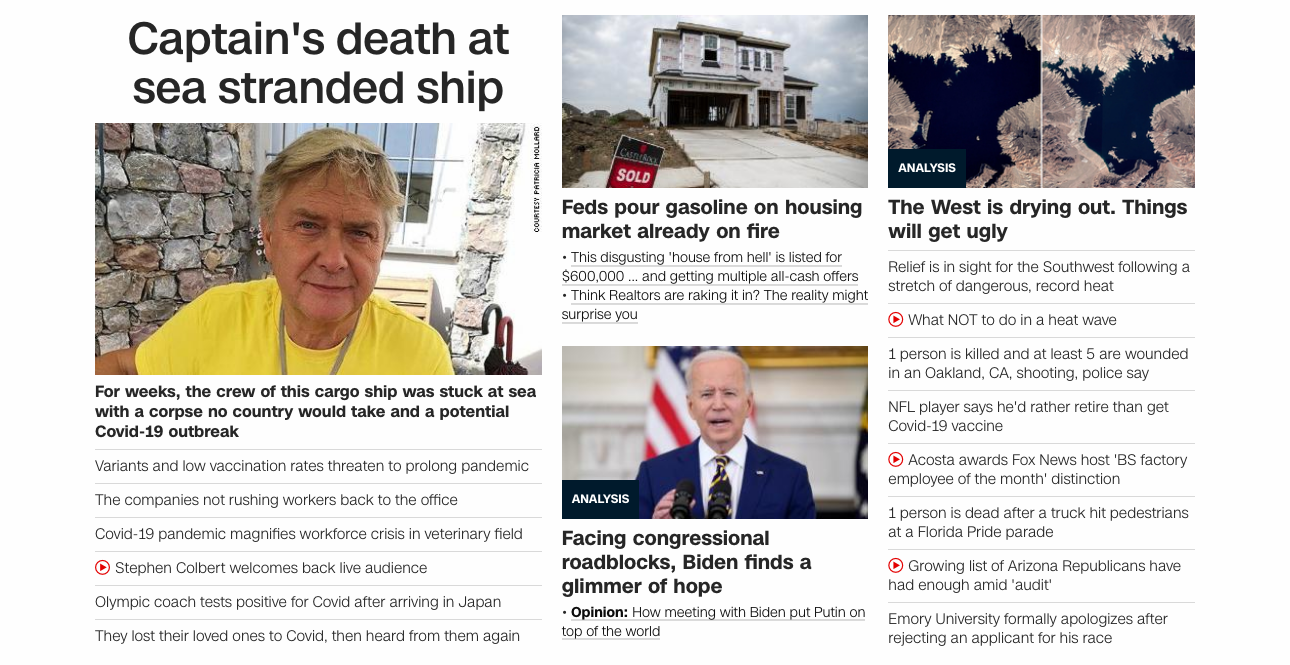 Captain's death at
sea stranded ship
COURTESY PATRICIA MOLLARD
For weeks, the crew of this cargo ship was stuck at sea
with a corpse no country would take and a potential
Covid-19 outbreak
Variants and low vaccination rates threaten to prolong pandemic
The companies not rushing workers back to the office
Covid-19 pandemic magnifies workforce crisis in veterinary field
Stephen Colbert welcomes back live audience
Olympic coach tests positive for Covid after arriving in Japan
They lost their loved ones to Covid, then heard from them again
CASTLEROCK
SOLD
Feds pour gasoline on housing
market already on fire
• This disgusting 'house from hell' is listed for
$600,000 ... and getting multiple all-cash offers
• Think Realtors are raking it in? The reality might
surprise you
ANALYSIS
Facing congressional
roadblocks, Biden finds a
glimmer of hope
• Opinion: How meeting with Biden put Putin on
top of the world
ANALYSIS
The West is drying out. Things
will get ugly
Relief is in sight for the Southwest following a
stretch of dangerous, record heat
What NOT to do in a heat wave
1 person is killed and at least 5 are wounded
in an Oakland, CA, shooting, police say
NFL player says he'd rather retire than get
Covid-19 vaccine
Acosta awards Fox News host 'BS factory
employee of the month' distinction
1 person is dead after a truck hit pedestrians
at a Florida Pride parade
Growing list of Arizona Republicans have
had enough amid 'audit'
Emory University formally apologizes after
rejecting an applicant for his race